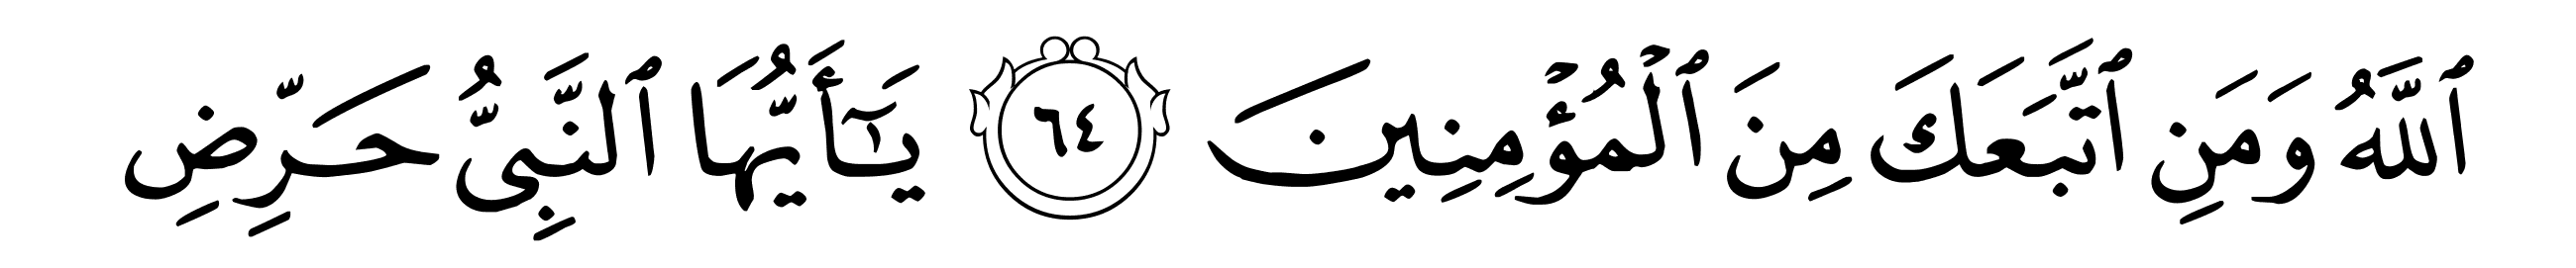 ٱللَّهُ وَمَنِ ٱتَّبَعَكَ مِنَ ٱلْمُؤْمِنِينَ ٦٤ يَـٰٓأَيُّهَا ٱلنَّبِىُّ حَرِّضِ